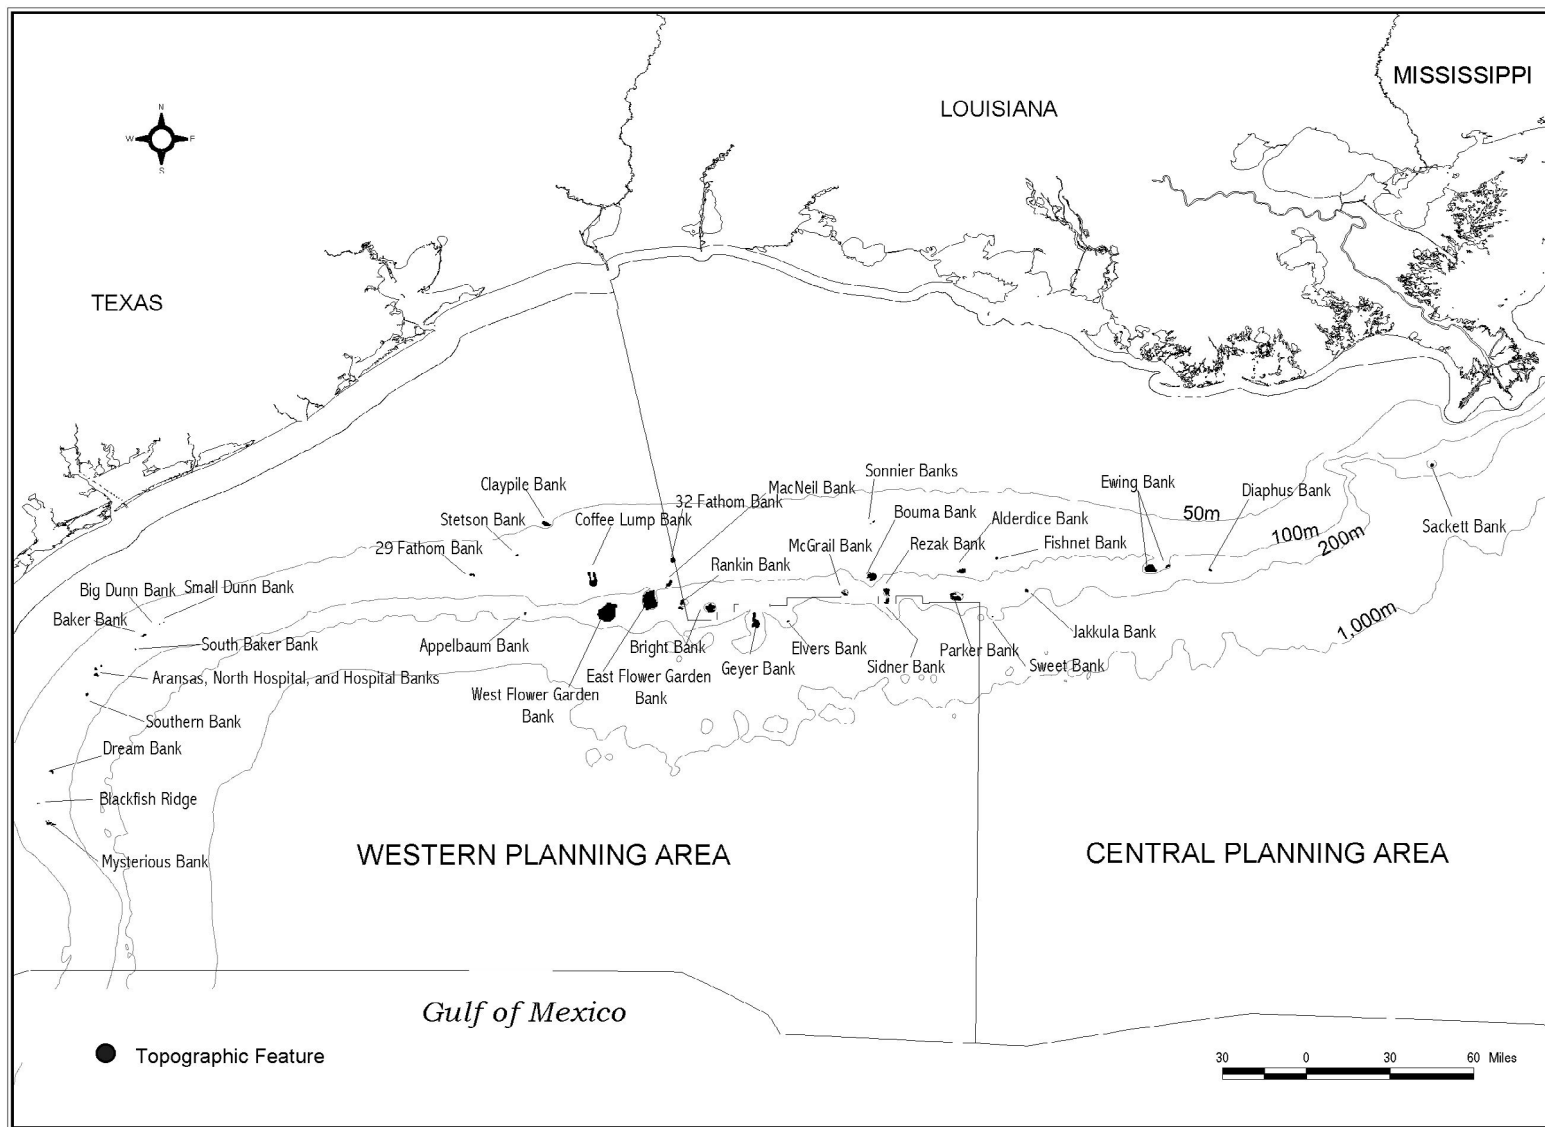 MISSISSIPPI
LOUISIANA
N
W
S
TEXAS
Sonnier Banks
Claypile Bank
MacNeil Bank
Ewing Bank
Diaphus Bank
32 Fathom Bank
Stetson Bank
Coffee Lump Bank
Bouma Bank
Alderdice Bank
50m
100m
200m
Sackett Bank
29 Fathom Bank
McGrail Bank
Rezak Bank
Fishnet Bank
Rankin Bank
Big Dunn Bank
Small Dunn Bank
Baker Bank
1,000m
South Baker Bank
Appelbaum Bank
Bright Bank
Elvers Bank
Parker Bank
Jakkula Bank
Geyer Bank
Sidner Bank
Sweet Bank
Aransas, North Hospital, and Hospital Banks
East Flower Garden
Bank
West Flower Garden
Bank
Southern Bank
Dream Bank
Blackfish Ridge
Mysterious Bank
WESTERN PLANNING AREA
CENTRAL PLANNING AREA
Gulf of Mexico
Topographic Feature
30 0 30 60 Miles